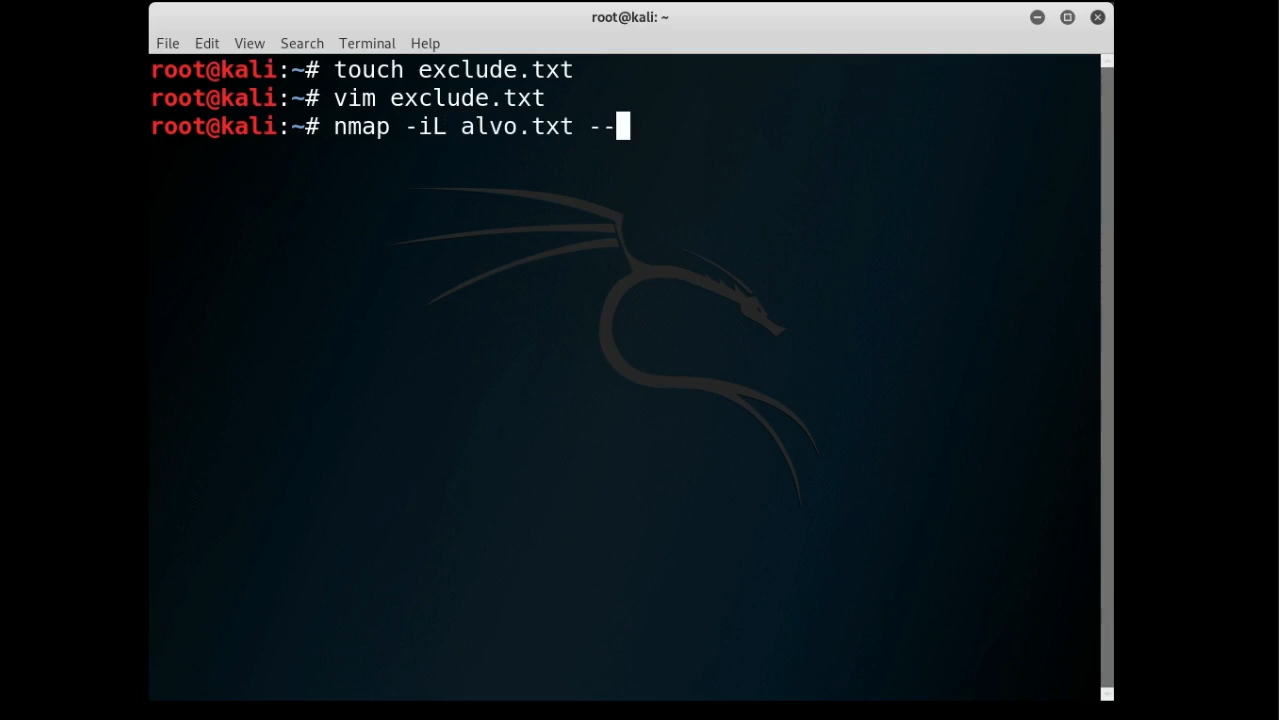 root@kali: ~
File Edit View Search Terminal Help
root@kali:~# touch exclude.txt
root@kali:~# vim exclude.txt
root@kali:~# nmap -iL alvo.txt --